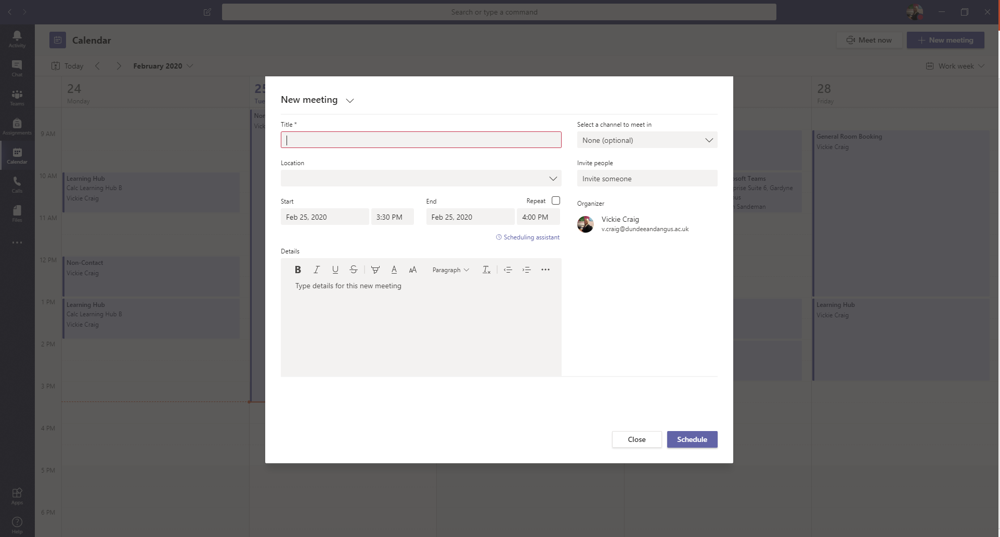 Search or type a command
Activity
Chat
Teams
Assignments
Calendar
Calls
Files
Apps
Help
Calendar
Meet now
New meeting
Today
February 2020
Work week
24
Monday
25
Tue
28
Friday
9 AM
10 AM
11 AM
12 PM
1 PM
2 PM
3 PM
4 PM
5 PM
6 PM
Learning Hub
Calc Learning Hub B
Vickie Craig
Non-Contact
Vickie Craig
Learning Hub
Calc Learning Hub B
Vickie Craig
Non
Vick
New meeting
Title *
Select a channel to meet in
None (optional)
Location
Invite people
Invite someone
Start
End
Repeat
Feb 25, 2020
3:30 PM
Feb 25, 2020
4:00 PM
Organizer
Vickie Craig
v.craig@dundeeandangus.ac.uk
Scheduling assistant
Details
B I U S A AA Paragraph
Type details for this new meeting
Close
Schedule
osoft Teams
prise Suite 6, Gardyne
pus
Sandeman
General Room Booking
Vickie Craig
Learning Hub
Vickie Craig